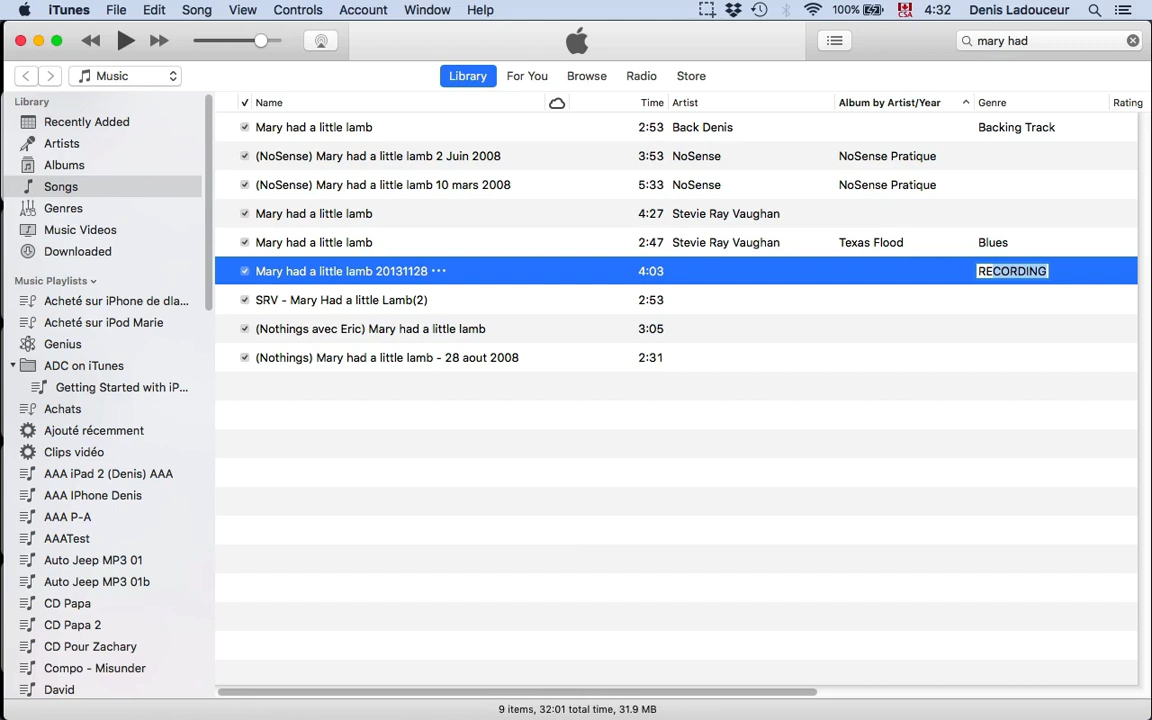 iTunes File Edit Song View Controls Account Window Help 100% CSA 4:32 Denis Ladouceur
mary had
Music Library For You Browse Radio Store
Library
Recently Added
Artists
Albums
Songs
Genres
Music Videos
Downloaded
Music Playlists
Acheté sur iPhone de dla...
Acheté sur iPod Marie
Genius
ADC on iTunes
Getting Started with iP...
Achats
Ajouté récemment
Clips vidéo
AAA iPad 2 (Denis) AAA
AAA IPhone Denis
AAA P-A
AAATest
Auto Jeep MP3 01
Auto Jeep MP3 01b
CD Papa
CD Papa 2
CD Pour Zachary
Compo - Misunder
David
Name Time Artist Album by Artist/Year Genre Rating
Mary had a little lamb 2:53 Back Denis Backing Track
(NoSense) Mary had a little lamb 2 Juin 2008 3:53 NoSense NoSense Pratique
(NoSense) Mary had a little lamb 10 mars 2008 5:33 NoSense NoSense Pratique
Mary had a little lamb 4:27 Stevie Ray Vaughan
Mary had a little lamb 2:47 Stevie Ray Vaughan Texas Flood Blues
Mary had a little lamb 20131128 ••• 4:03 RECORDING
SRV - Mary Had a little Lamb(2) 2:53
(Nothings avec Eric) Mary had a little lamb 3:05
(Nothings) Mary had a little lamb - 28 aout 2008 2:31
9 items, 32:01 total time, 31.9 MB